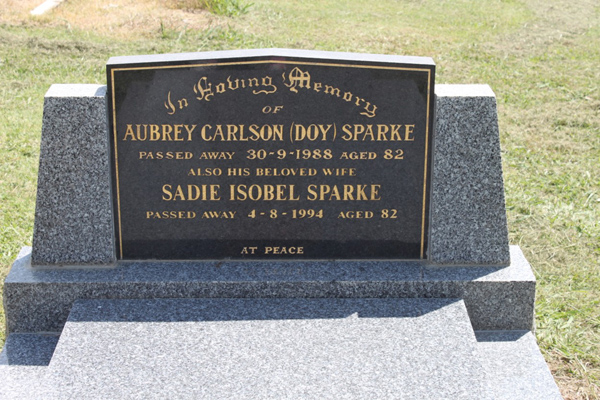 In Loving Memory
OF
AUBREY CARLSON (DOY) SPARKE
PASSED AWAY 30-9-1988 AGED 82
ALSO HIS BELOVED WIFE
SADIE ISOBEL SPARKE
PASSED AWAY 4-8-1994 AGED 82
AT PEACE